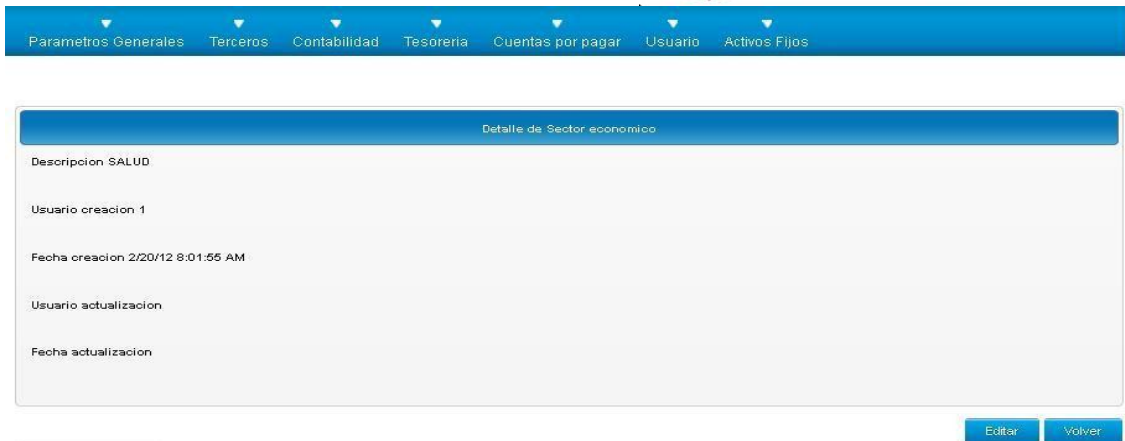 Parametros Generales Terceros Contabilidad Tesoreria Cuentas por pagar Usuario Activos Fijos
Detalle de Sector economico
Descripcion SALUD
Usuario creacion 1
Fecha creacion 2/20/12 8:01:55 AM
Usuario actualizacion
Fecha actualizacion
Editar Volver